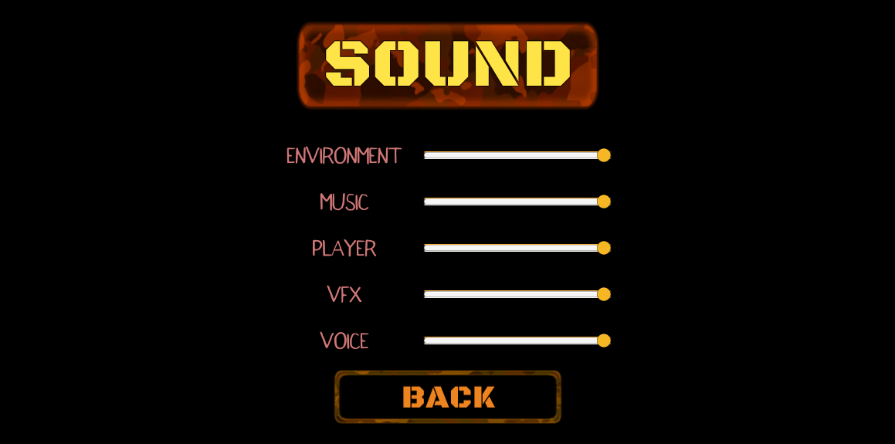 SOUND
ENVIRONMENT
MUSIC
PLAYER
VFX
VOICE
BACK